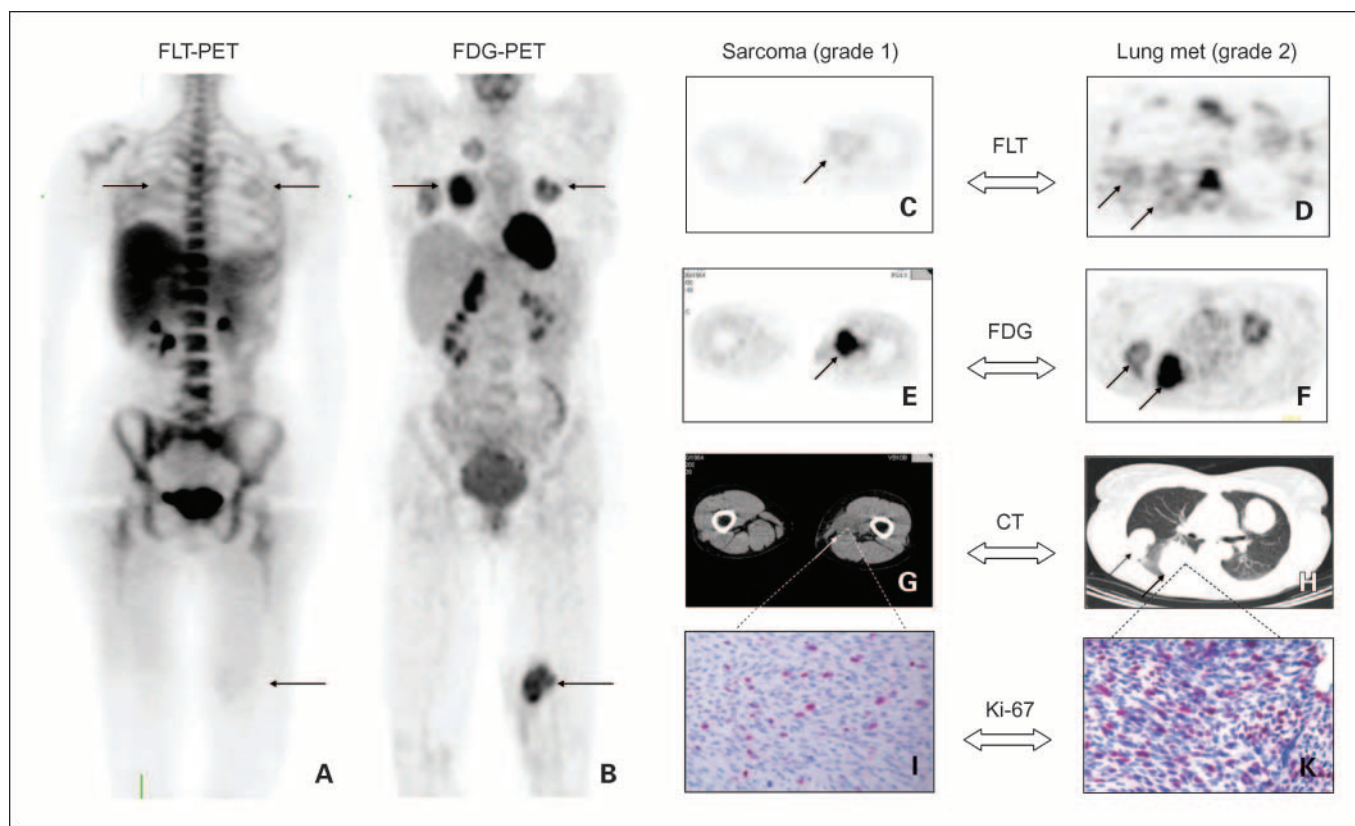 FLT-PET
FDG-PET
Sarcoma (grade 1)
Lung met (grade 2)
A
B
C
FLT
D
E
FDG
F
G
CT
H
I
Ki-67
K